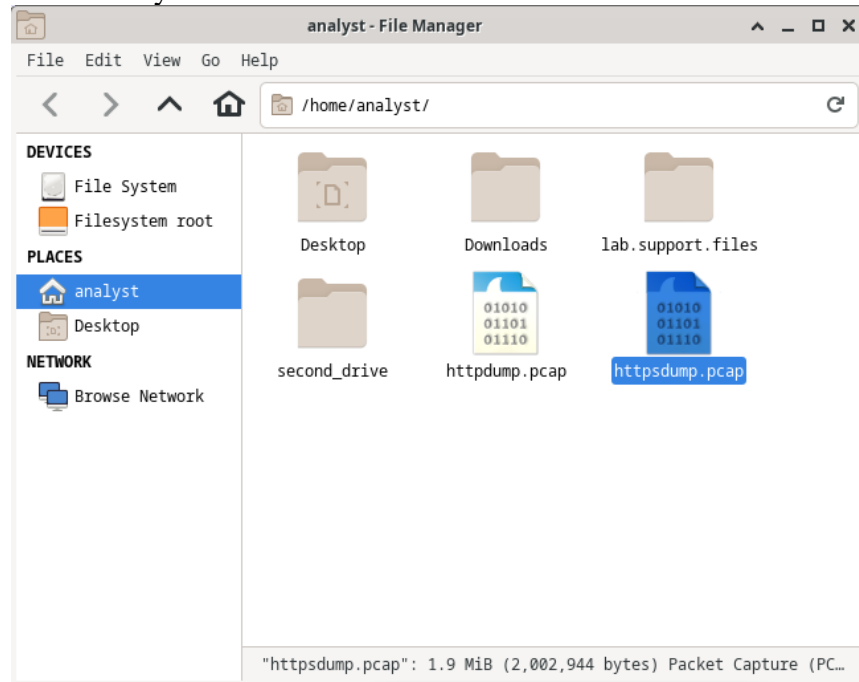 analyst - File Manager
File Edit View Go Help
/home/analyst/
DEVICES
File System
Filesystem root
PLACES
analyst
Desktop
NETWORK
Browse Network
Desktop Downloads lab.support.files
01010 01010
01101 01101
01110 01110
second_drive httpdump.pcap httpsdump.pcap
"httpsdump.pcap": 1.9 MiB (2,002,944 bytes) Packet Capture (PC…